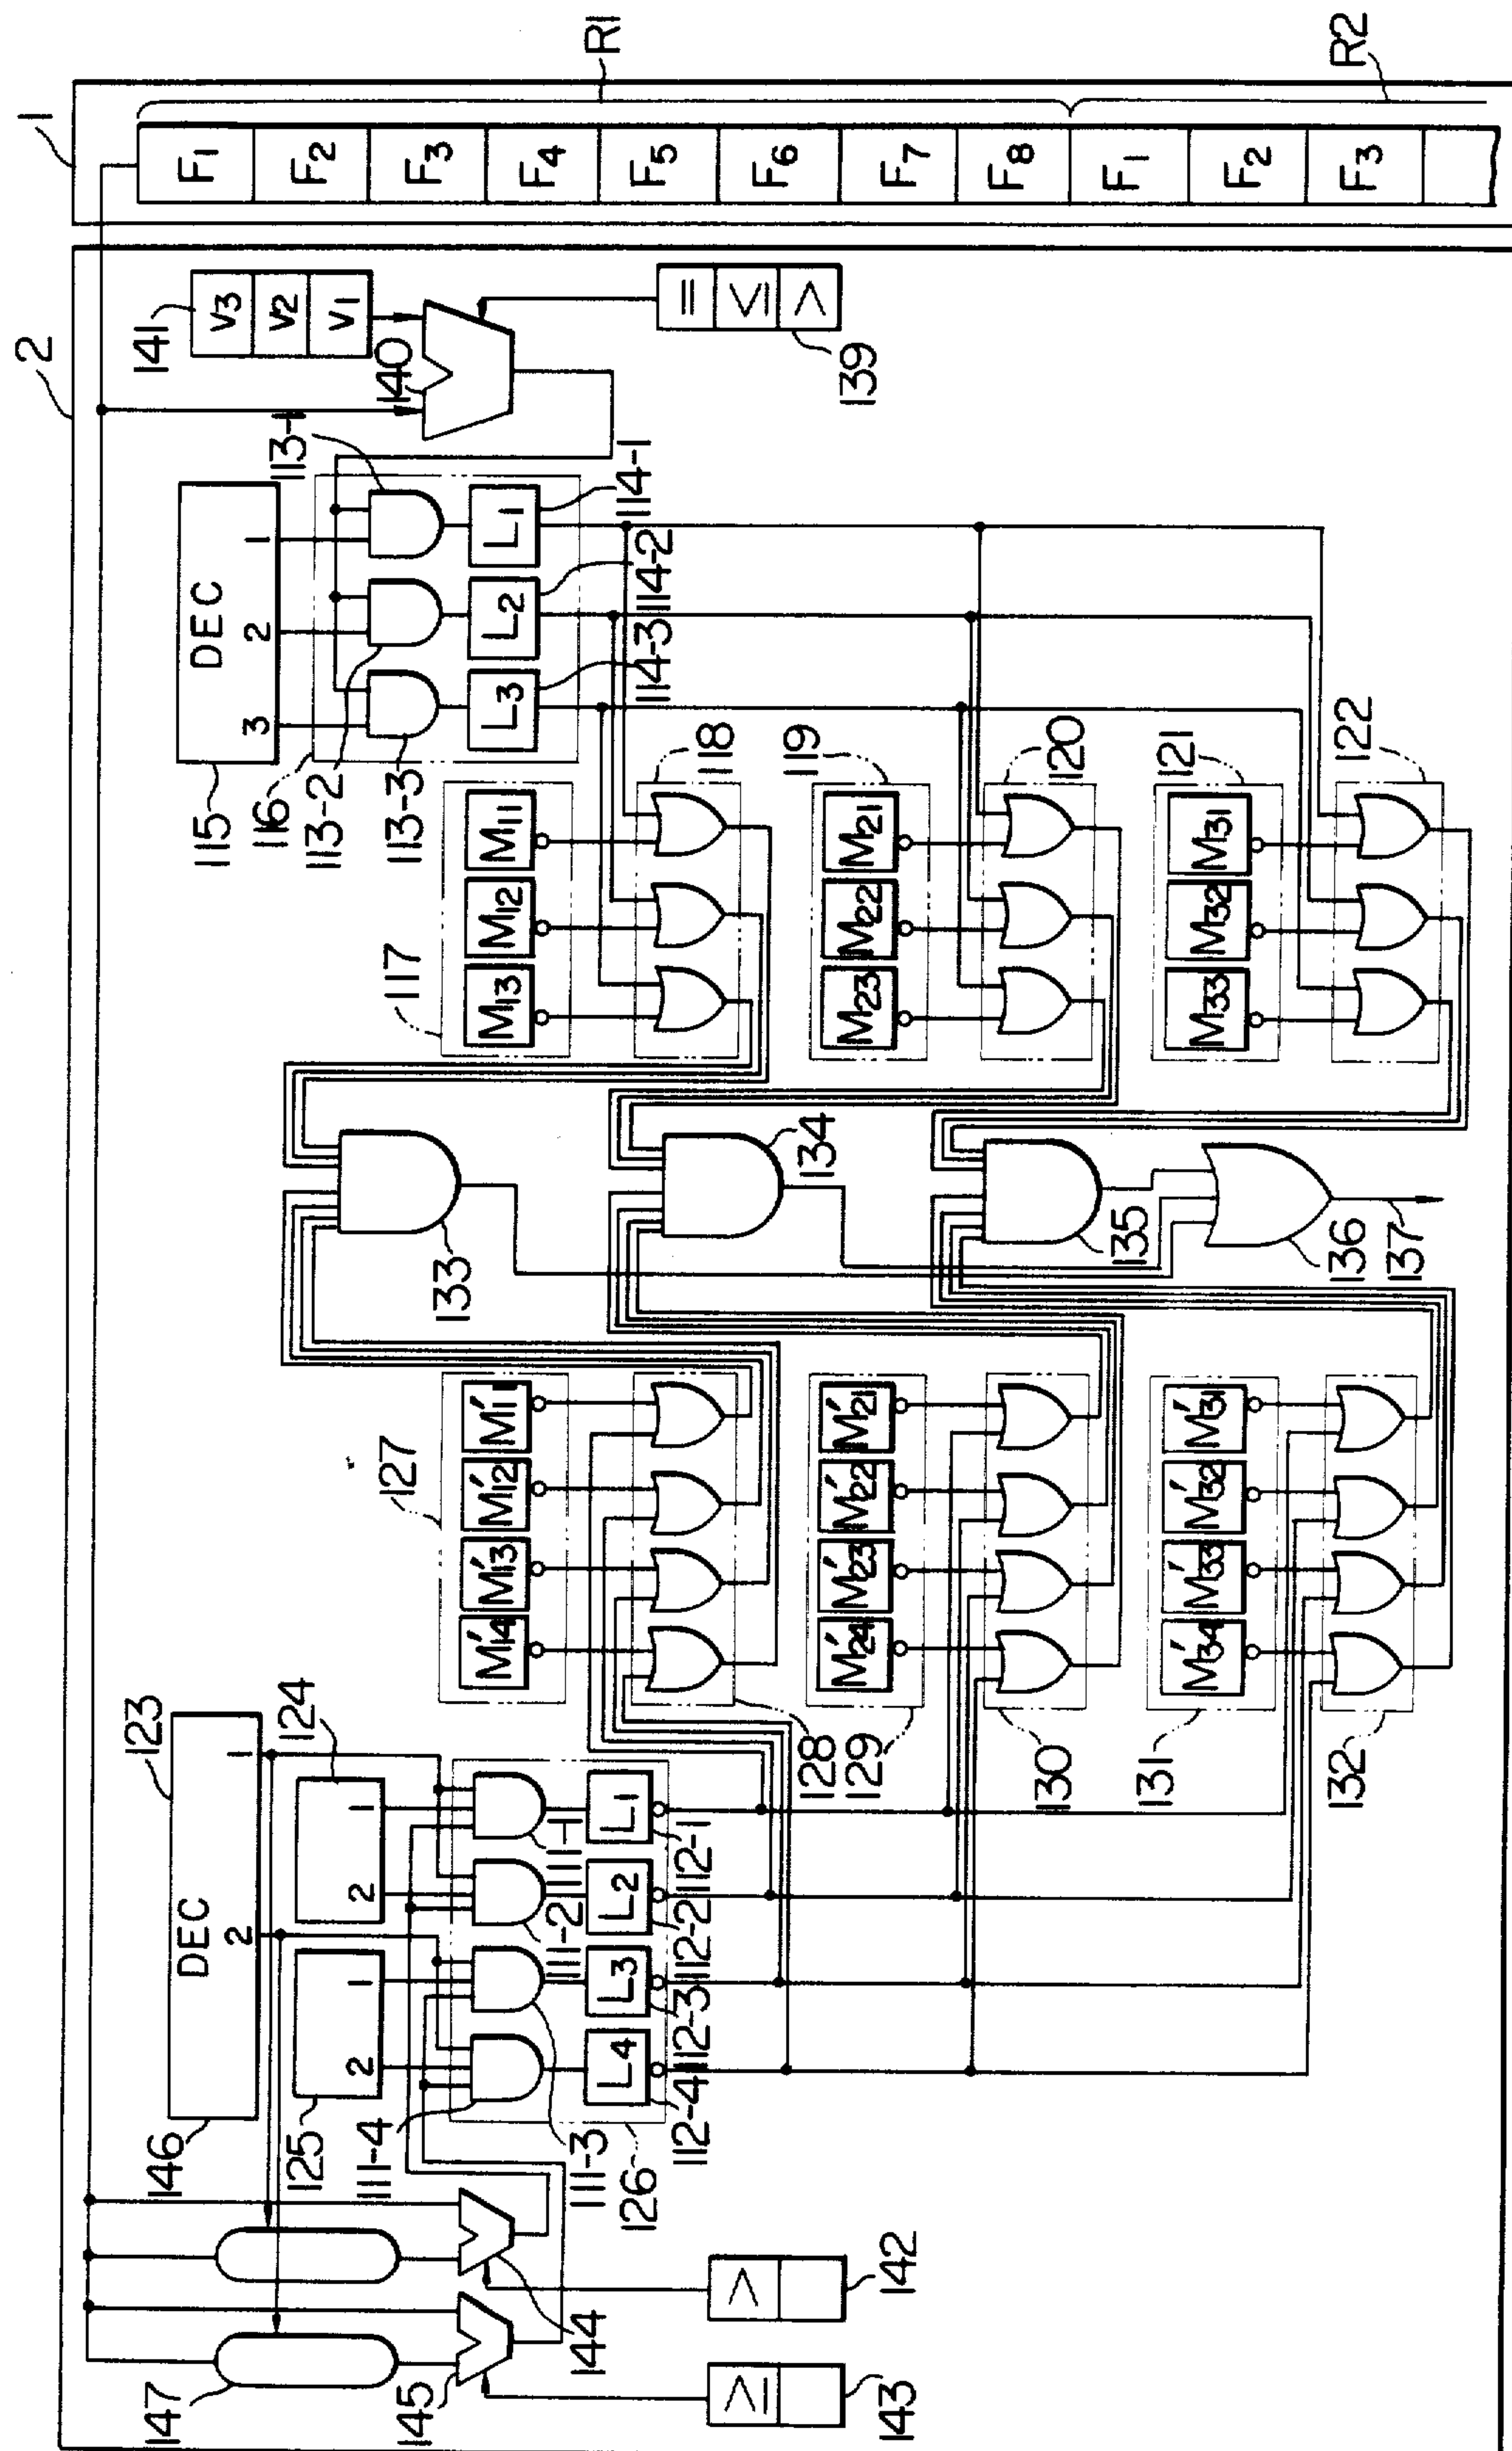 1
2
R1
R2
F1
F2
F3
F4
F5
F6
F7
F8
F1
F2
F3
141
V3
V2
V1
140
=
≤
>
139
113-1
DEC
3 2 1
115
116
113-2
113-3
L3
L2
L1
114-1
114-2
114-3
117
M13
M12
M11
118
119
M23
M22
M21
120
121
M33
M32
M31
122
133
134
135
136
137
127
M'14
M'13
M'12
M'11
128
129
M'24
M'23
M'22
M'21
130
131
M'34
M'33
M'32
M'31
132
123
DEC
2 1
124
2 1
125
2 1
146
111-1
111-2
111-3
111-4
L4
L3
L2
L1
112-1
112-2
112-3
112-4
126
147
145
144
>
142
≥
143